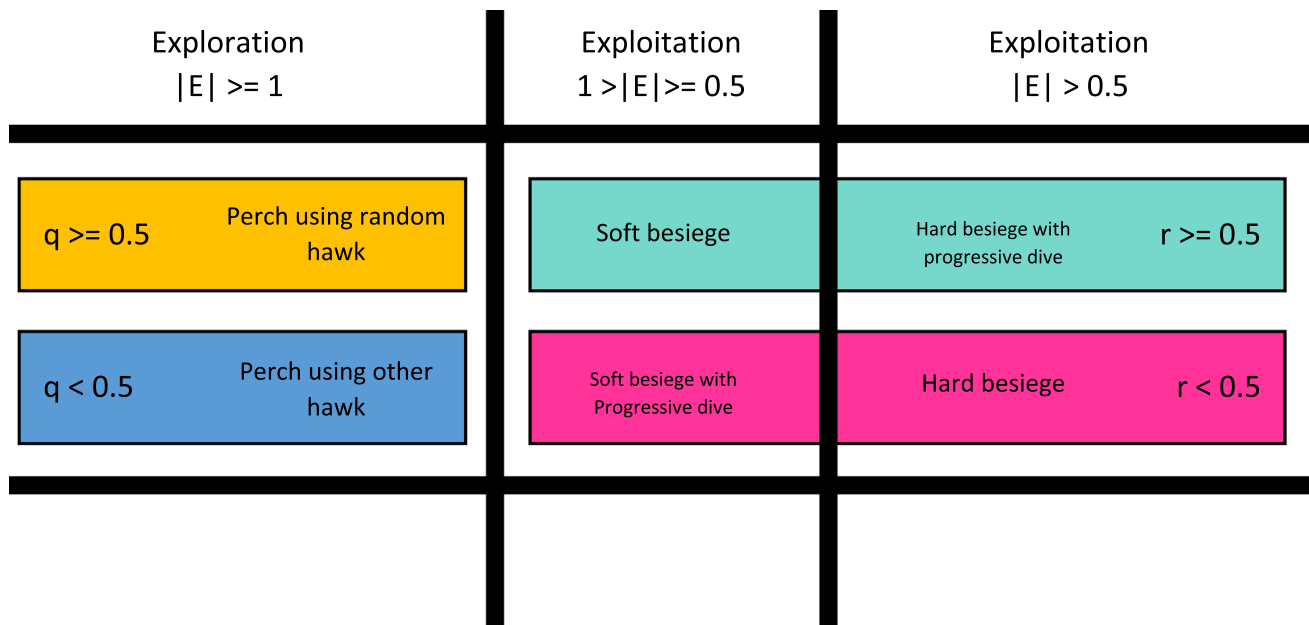 Exploration
|E| >= 1
Exploitation
1 >|E|>= 0.5
Exploitation
|E| > 0.5
q >= 0.5
Perch using random
hawk
Soft besiege
Hard besiege with
progressive dive
r >= 0.5
q < 0.5
Perch using other
hawk
Soft besiege with
Progressive dive
Hard besiege
r < 0.5